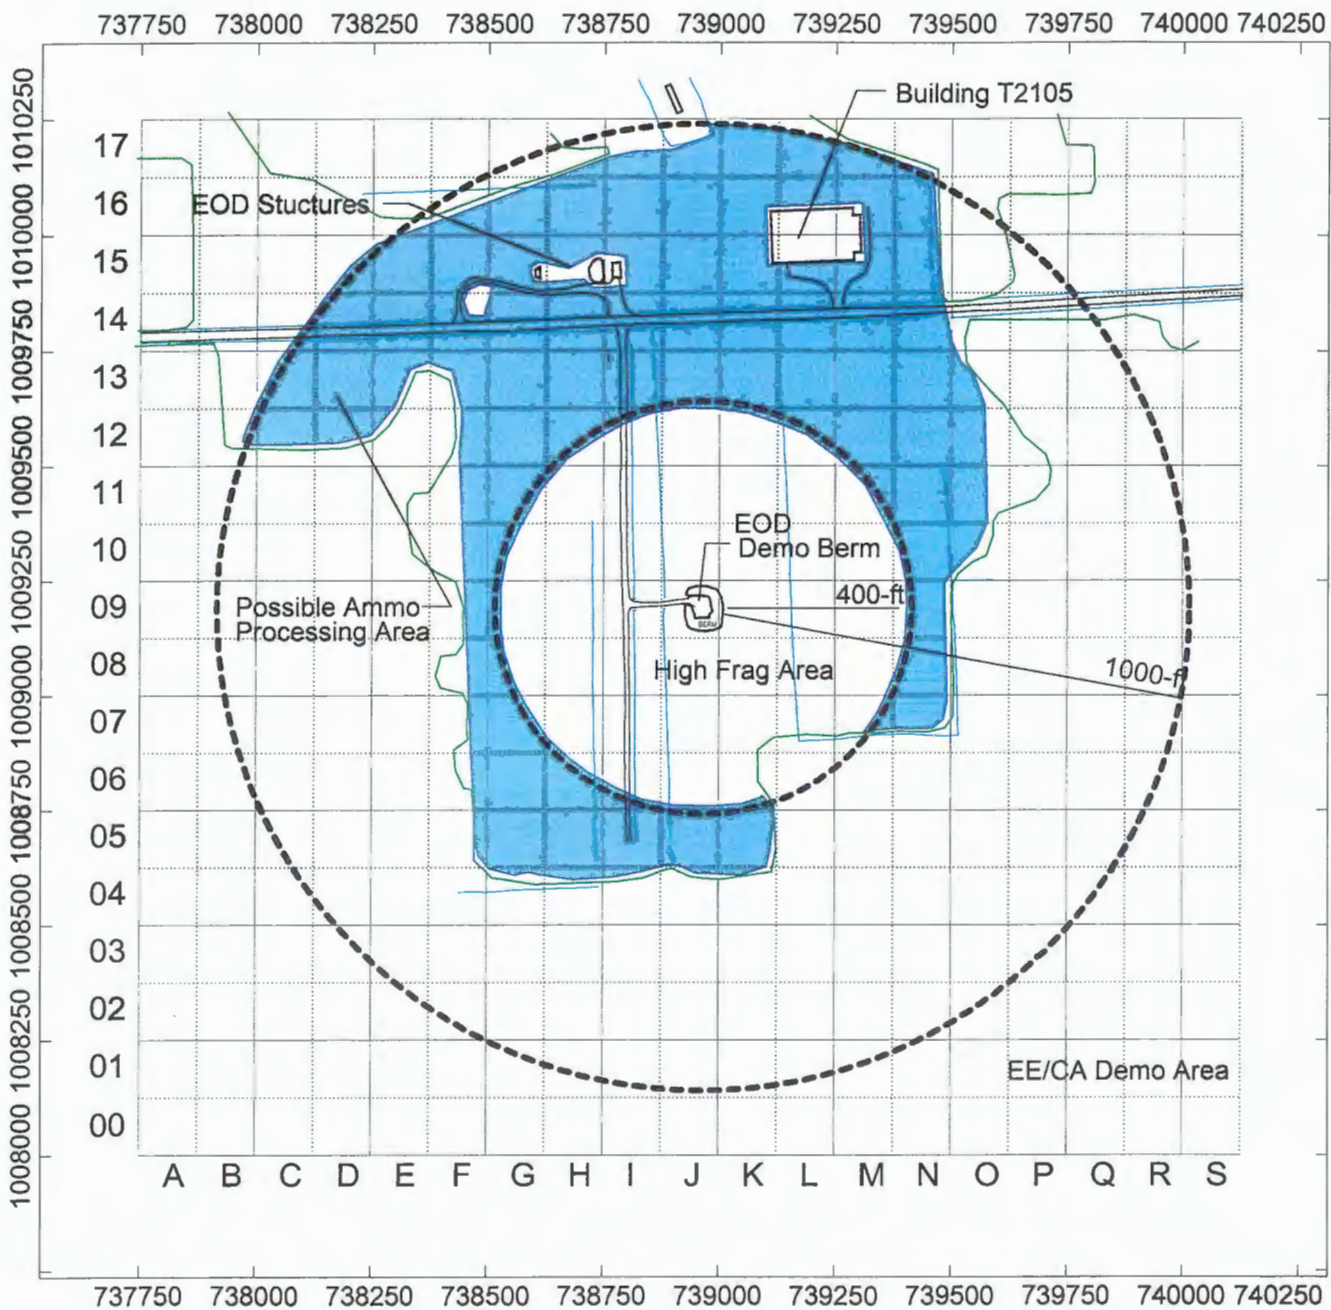 737750 738000 738250 738500 738750 739000 739250 739500 739750 740000 740250
1010250
1010000
1009750
1009500
1009250
1009000
1008750
1008500
1008250
1008000
17
16
15
14
13
12
11
10
09
08
07
06
05
04
03
02
01
00
Building T2105
EOD Stuctures
EOD
Demo Berm
400-ft
Possible Ammo
Processing Area
BERM
High Frag Area
1000-f
EE/CA Demo Area
A B C D E F G H I J K L M N O P Q R S
737750 738000 738250 738500 738750 739000 739250 739500 739750 740000 740250